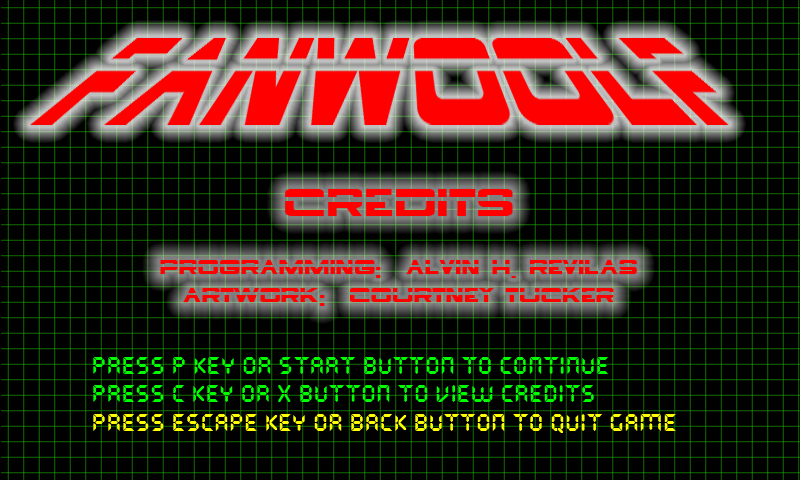 FANWOOLF
CREDITS
PROGRAMMING: ALVIN H. REVILAS
ARTWORK: COURTNEY TUCKER
PRESS P KEY OR START BUTTON TO CONTINUE
PRESS C KEY OR X BUTTON TO VIEW CREDITS
PRESS ESCAPE KEY OR BACK BUTTON TO QUIT GAME